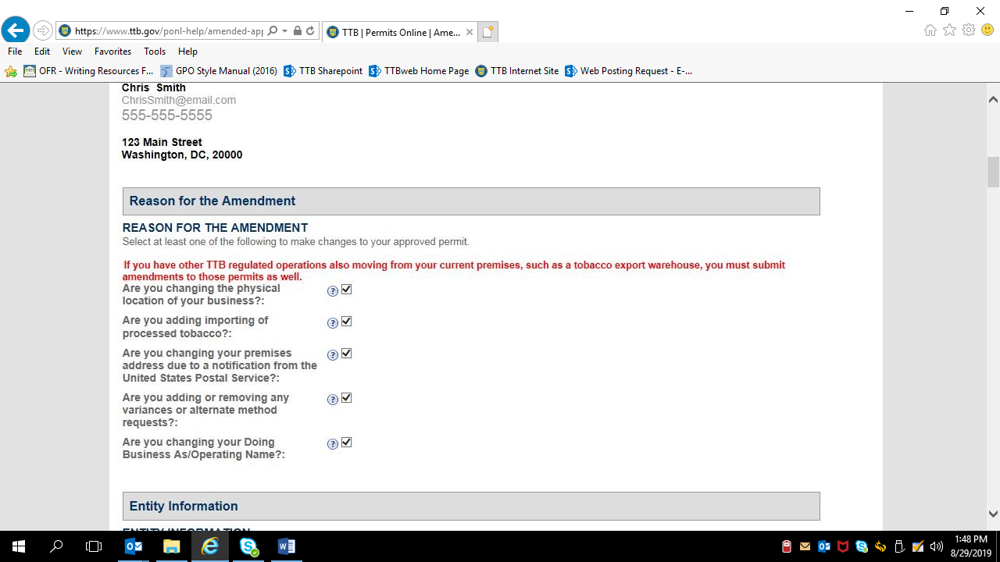 https://www.ttb.gov/ponl-help/amended-app
TTB | Permits Online | Ame...
File Edit View Favorites Tools Help
OFR - Writing Resources F... GPO Style Manual (2016) TTB Sharepoint TTBweb Home Page TTB Internet Site Web Posting Request - E-...
Chris Smith
ChrisSmith@email.com
555-555-5555
123 Main Street
Washington, DC, 20000
Reason for the Amendment
REASON FOR THE AMENDMENT
Select at least one of the following to make changes to your approved permit.
If you have other TTB regulated operations also moving from your current premises, such as a tobacco export warehouse, you must submit
amendments to those permits as well.
Are you changing the physical
location of your business?:
Are you adding importing of
processed tobacco?:
Are you changing your premises
address due to a notification from the
United States Postal Service?:
Are you adding or removing any
variances or alternate method
requests?:
Are you changing your Doing
Business As/Operating Name?:
Entity Information
ENTITY INFORMATION
1:48 PM
8/29/2019